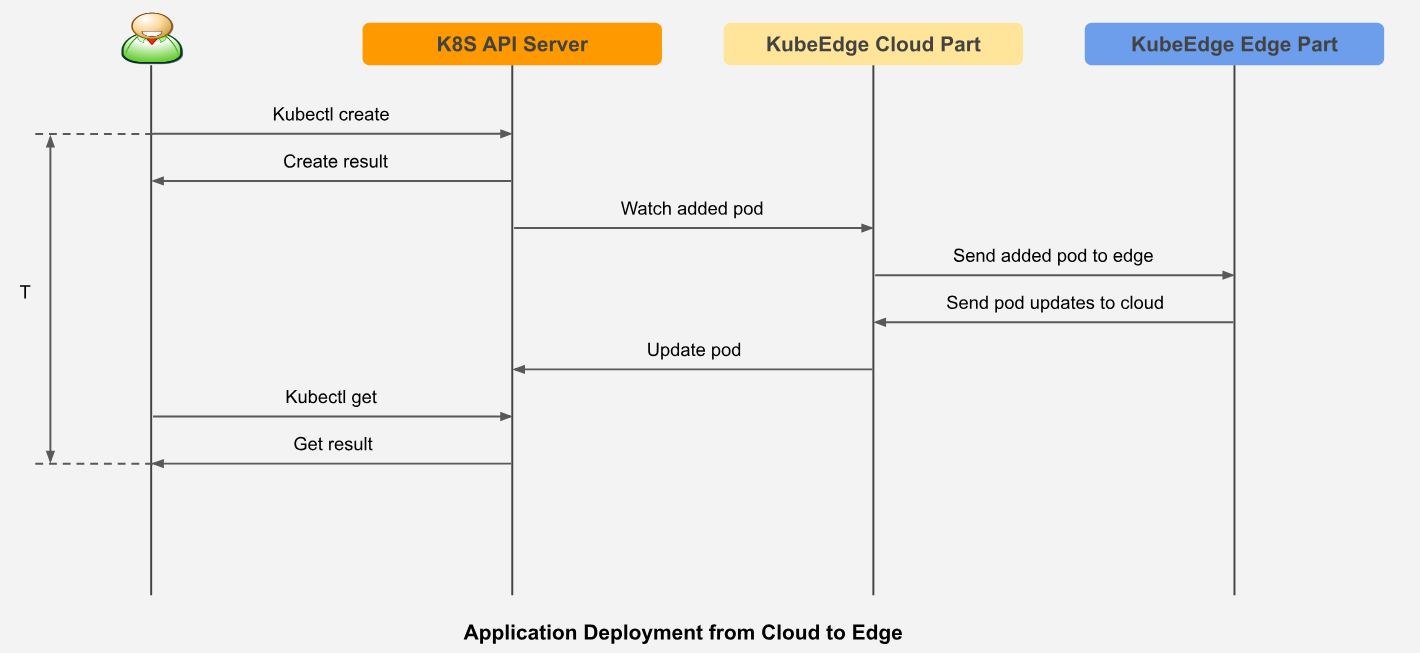 K8S API Server
KubeEdge Cloud Part
KubeEdge Edge Part
Kubectl create
Create result
Watch added pod
Send added pod to edge
T
Send pod updates to cloud
Update pod
Kubectl get
Get result
Application Deployment from Cloud to Edge